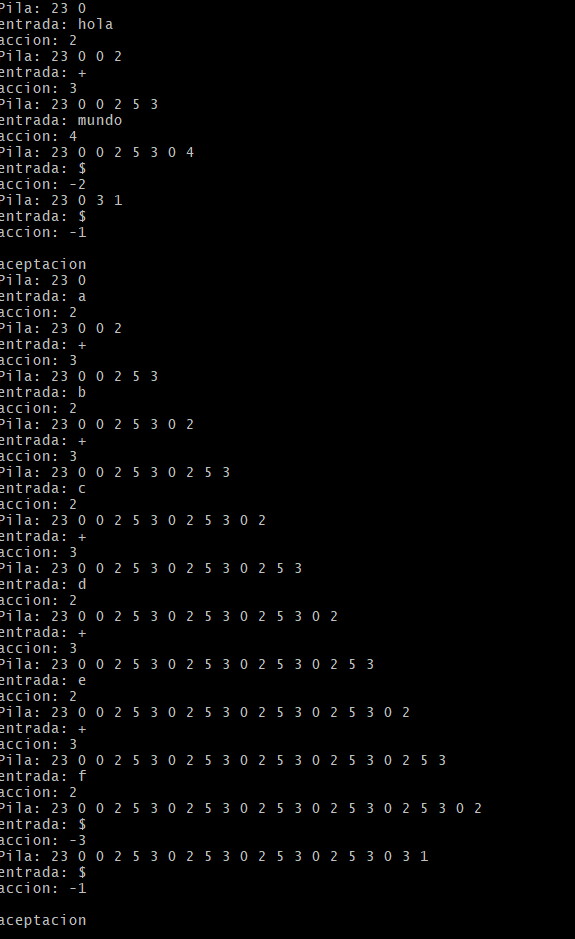 Pila: 23 0
entrada: hola
accion: 2
Pila: 23 0 0 2
entrada: +
accion: 3
Pila: 23 0 0 2 5 3
entrada: mundo
accion: 4
Pila: 23 0 0 2 5 3 0 4
entrada: $
accion: -2
Pila: 23 0 3 1
entrada: $
accion: -1
aceptacion
Pila: 23 0
entrada: a
accion: 2
Pila: 23 0 0 2
entrada: +
accion: 3
Pila: 23 0 0 2 5 3
entrada: b
accion: 2
Pila: 23 0 0 2 5 3 0 2
entrada: +
accion: 3
Pila: 23 0 0 2 5 3 0 2 5 3
entrada: c
accion: 2
Pila: 23 0 0 2 5 3 0 2 5 3 0 2
entrada: +
accion: 3
Pila: 23 0 0 2 5 3 0 2 5 3 0 2 5 3
entrada: d
accion: 2
Pila: 23 0 0 2 5 3 0 2 5 3 0 2 5 3 0 2
entrada: +
accion: 3
Pila: 23 0 0 2 5 3 0 2 5 3 0 2 5 3 0 2 5 3
entrada: e
accion: 2
Pila: 23 0 0 2 5 3 0 2 5 3 0 2 5 3 0 2 5 3 0 2
entrada: +
accion: 3
Pila: 23 0 0 2 5 3 0 2 5 3 0 2 5 3 0 2 5 3 0 2 5 3
entrada: f
accion: 2
Pila: 23 0 0 2 5 3 0 2 5 3 0 2 5 3 0 2 5 3 0 2 5 3 0 2
entrada: $
accion: -3
Pila: 23 0 0 2 5 3 0 2 5 3 0 2 5 3 0 2 5 3 0 3 1
entrada: $
accion: -1
aceptacion